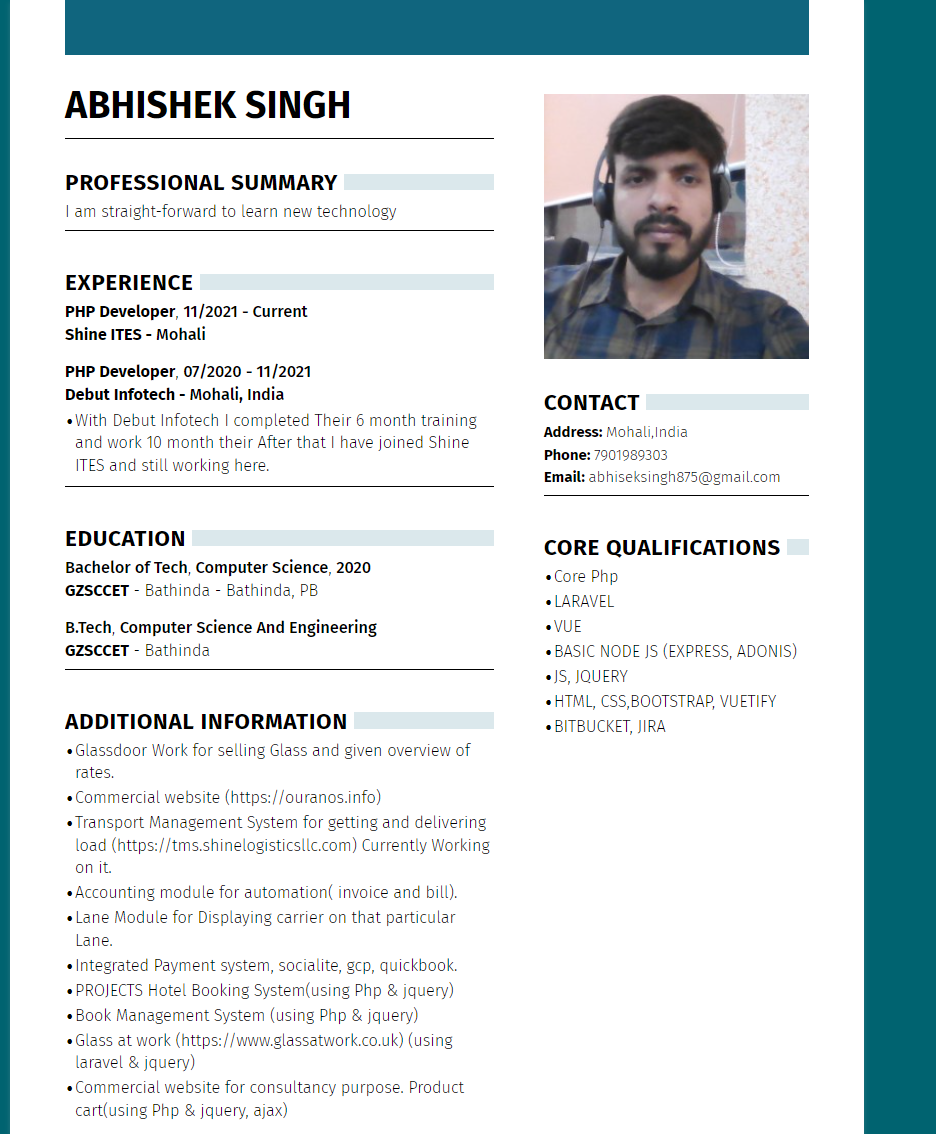 ABHISHEK SINGH
PROFESSIONAL SUMMARY
I am straight-forward to learn new technology
EXPERIENCE
PHP Developer, 11/2021 - Current
Shine ITES - Mohali
PHP Developer, 07/2020 - 11/2021
Debut Infotech - Mohali, India
•With Debut Infotech I completed Their 6 month training
and work 10 month their After that I have joined Shine
ITES and still working here.
EDUCATION
Bachelor of Tech, Computer Science, 2020
GZSCCET - Bathinda - Bathinda, PB
B.Tech, Computer Science And Engineering
GZSCCET - Bathinda
ADDITIONAL INFORMATION
•Glassdoor Work for selling Glass and given overview of
rates.
•Commercial website (https://ouranos.info)
•Transport Management System for getting and delivering
load (https://tms.shinelogisticsllc.com) Currently Working
on it.
•Accounting module for automation( invoice and bill).
•Lane Module for Displaying carrier on that particular
Lane.
•Integrated Payment system, socialite, gcp, quickbook.
•PROJECTS Hotel Booking System(using Php & jquery)
•Book Management System (using Php & jquery)
•Glass at work (https://www.glassatwork.co.uk) (using
laravel & jquery)
•Commercial website for consultancy purpose. Product
cart(using Php & jquery, ajax)
CONTACT
Address: Mohali,India
Phone: 7901989303
Email: abhiseksingh875@gmail.com
CORE QUALIFICATIONS
•Core Php
•LARAVEL
•VUE
•BASIC NODE JS (EXPRESS, ADONIS)
•JS, JQUERY
•HTML, CSS,BOOTSTRAP, VUETIFY
•BITBUCKET, JIRA